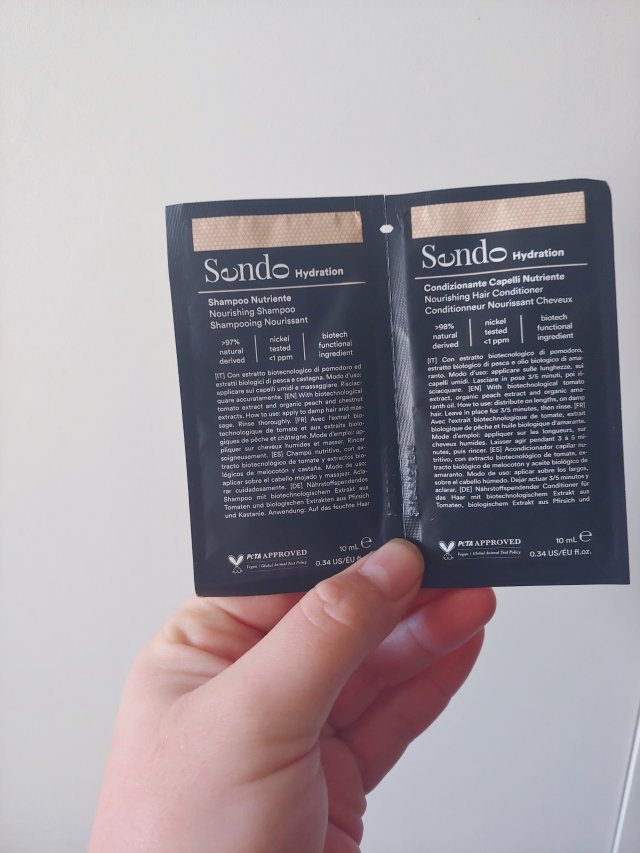 Sendo Hydration
Shampoo Nutriente
Nourishing Shampoo
Shampooing Nourissant
>97%
natural
derived
nickel
tested
<1 ppm
biotech
functional
ingredient
[IT] Con estratto biotecnologico di pomodoro ed
estratti biologici di pesca e castagna. Modo d'uso:
applicare sui capelli umidi e massaggiare. Risciac-
quare accuratamente. [EN] With biotechnological
tomato extract and organic peach and chestnut
extracts. How to use: apply to damp hair and mas-
sage. Rinse thoroughly. [FR] Avec l'extrait bio-
technologique de tomate et aux extraits biolo-
giques de pêche et châtaigne. Mode d'emploi: ap-
pliquer sur cheveux humides et masser. Rincer
soigneusement. [ES] Champú nutritivo, con ex-
tracto biotecnológico de tomate y extractos bio-
lógicos de melocotón y castaña. Modo de uso:
aplicar sobre el cabello mojado y masajear. Acla-
rar cuidadosamente. [DE] Nährstoffspendendes
Shampoo mit biotechnologischem Extrakt aus
Tomaten und biologischen Extrakten aus Pfirsich
und Kastanie. Anwendung: Auf das feuchte Haar
PETA APPROVED
Vegan | Global Animal Test Policy
10 mL e
0.34 US/ÉU fl.
Sendo Hydration
Condizionante Capelli Nutriente
Nourishing Hair Conditioner
Conditionneur Nourissant Cheveux
>98%
natural
derived
nickel
tested
<1 ppm
biotech
functional
ingredient
[IT] Con estratto biotecnologico di pomodoro,
estratto biologico di pesca e olio biologico di ama-
ranto. Modo d'uso: applicare sulle lunghezze, sui
capelli umidi. Lasciare in posa 3/5 minuti, poi ri-
sciacquare. [EN] With biotechnological tomato
extract, organic peach extract and organic ama-
ranth oil. How to use: distribute on lengths, on damp
hair. Leave in place for 3/5 minutes, then rinse. [FR]
Avec l'extrait biotechnologique de tomate, extrait
biologique de pêche et huile biologique d'amarante.
Mode d'emploi: appliquer sur les longueurs, sur
cheveux humides. Laisser agir pendant 3 à 5 mi-
nutes, puis rincer. [ES] Acondicionador capilar nu-
tritivo, con extracto biotecnológico de tomate, ex-
tracto biológico de melocotón y aceite biológico de
amaranto. Modo de uso: aplicar sobre los largos,
sobre el cabello húmedo. Dejar actuar 3/5 minutos y
aclarar. [DE] Nährstoffspendender Conditioner für
das Haar mit biotechnologischem Extrakt aus
Tomaten, biologischem Extrakt aus Pfirsich und
PETA APPROVED
Vegan | Global Animal Test Policy
10 mL e
0.34 US/ÉU fl.oz.